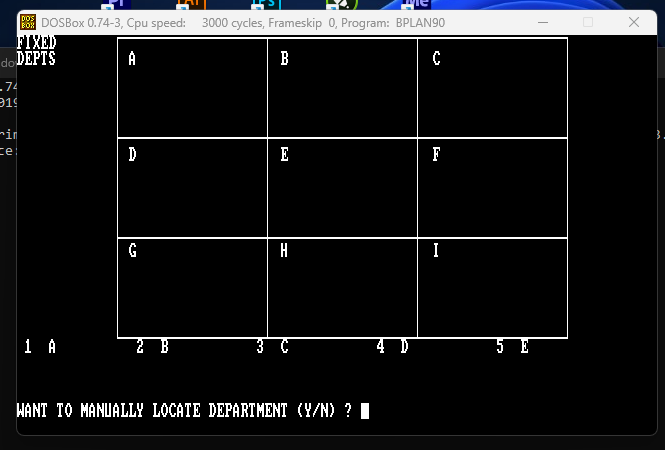 DOSBox 0.74-3, Cpu speed: 3000 cycles, Frameskip 0, Program: BPLAN90
FIXED
DEPTS
A B C
D E F
G H I
1 A 2 B 3 C 4 D 5 E
WANT TO MANUALLY LOCATE DEPARTMENT (Y/N) ?